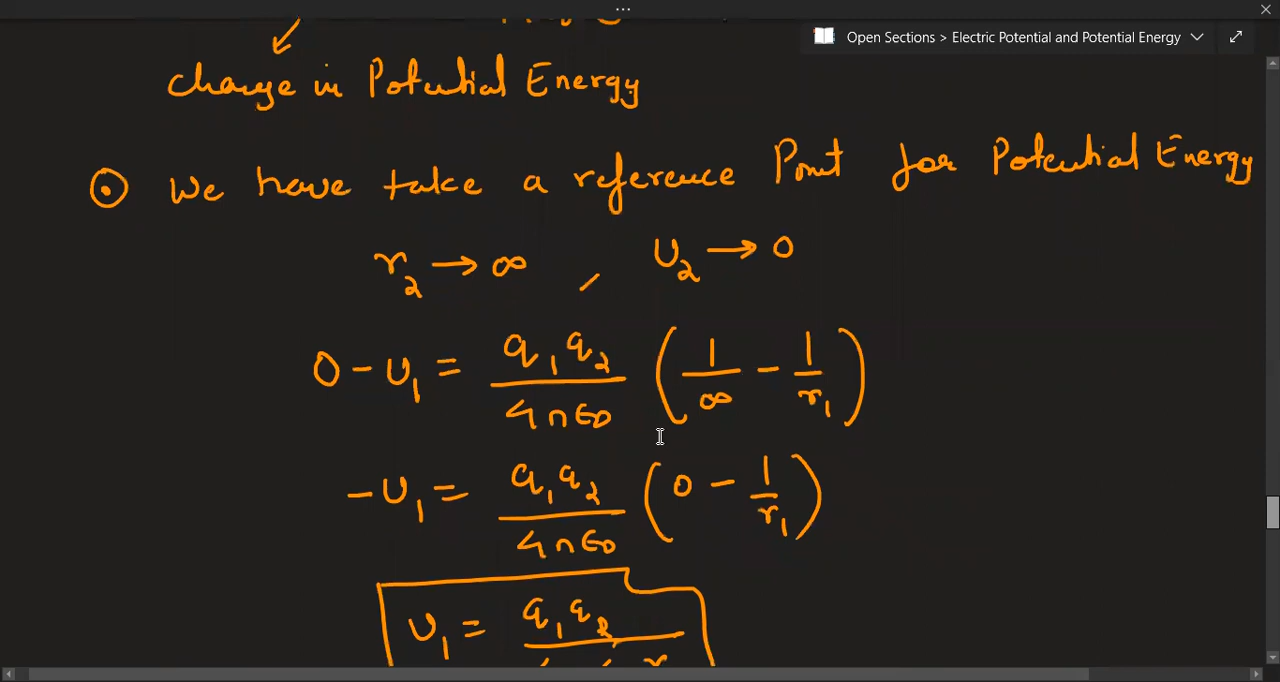 ...
Open Sections > Electric Potential and Potential Energy
change in Potential Energy
We have take a reference Point for Potential Energy
r₂ → ∞ , U₂ → 0
0 - U₁ = q₁q₂ / 4πε₀ (1/∞ - 1/r₁)
-U₁ = q₁q₂ / 4πε₀ (0 - 1/r₁)
U₁ = q₁q₂